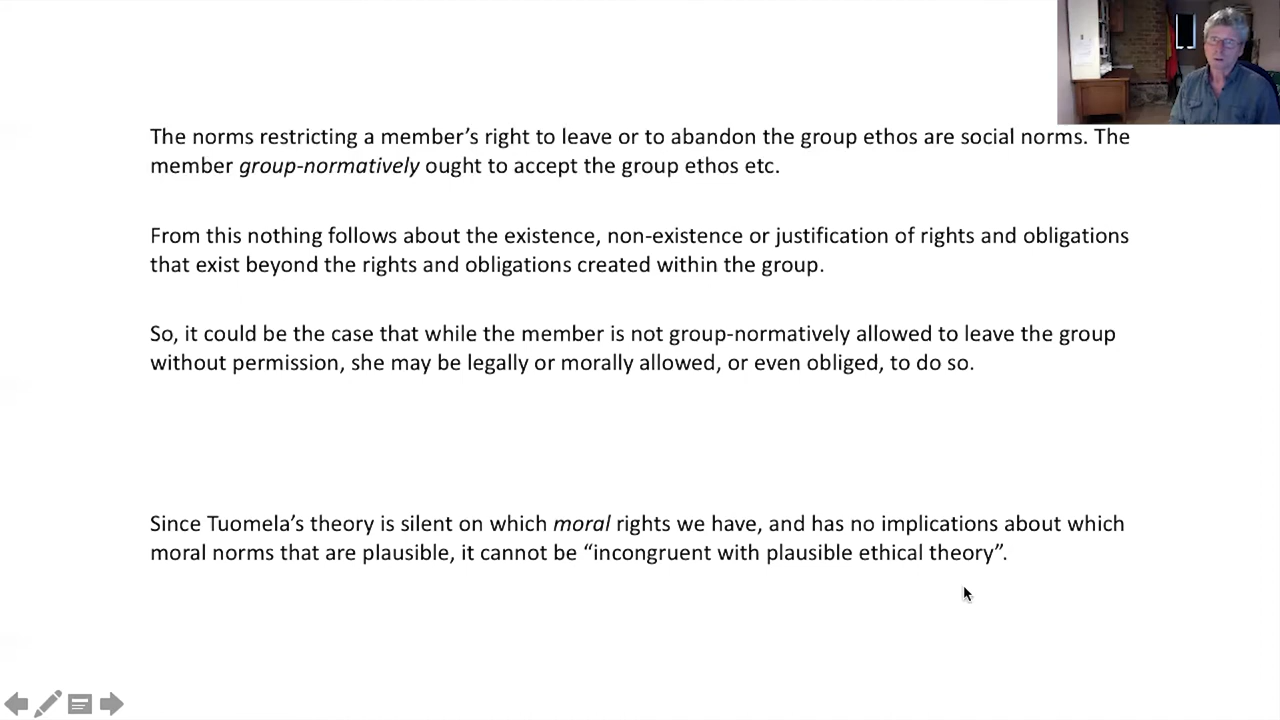 The norms restricting a member’s right to leave or to abandon the group ethos are social norms. The
member group-normatively ought to accept the group ethos etc.
From this nothing follows about the existence, non-existence or justification of rights and obligations
that exist beyond the rights and obligations created within the group.
So, it could be the case that while the member is not group-normatively allowed to leave the group
without permission, she may be legally or morally allowed, or even obliged, to do so.
Since Tuomela’s theory is silent on which moral rights we have, and has no implications about which
moral norms that are plausible, it cannot be “incongruent with plausible ethical theory”.